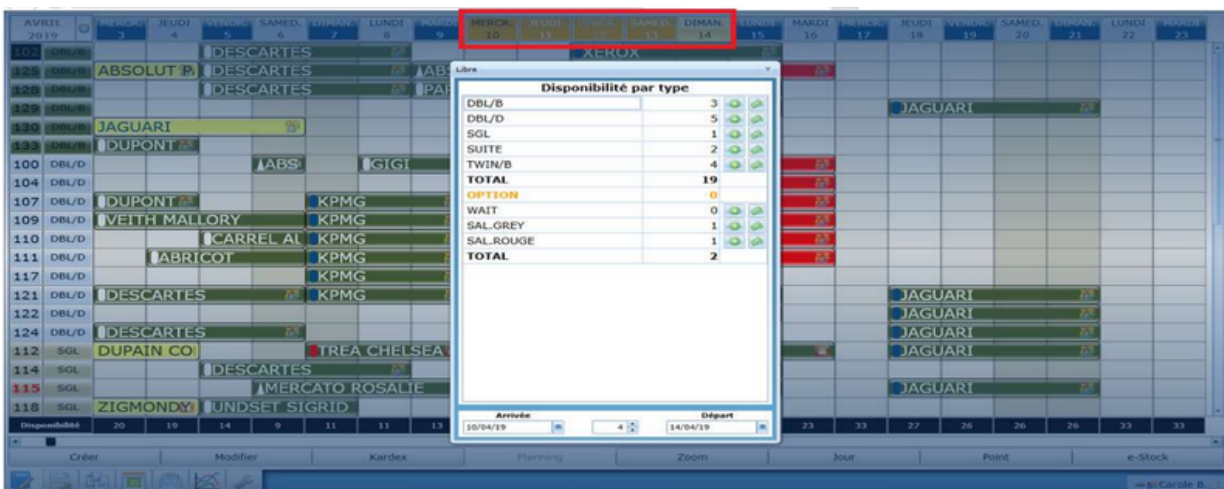 AVRIL 2019 MERCR. 3 JEUDI 4 VENDR. 5 SAMED. 6 DIMAN. 7 LUNDI 8 MARDI 9 MERCR. 10 JEUDI 11 VENDR. 12 SAMED. 13 DIMAN. 14 LUNDI 15 MARDI 16 MERCR. 17 JEUDI 18 VENDR. 19 SAMED. 20 DIMAN. 21 LUNDI 22 MARDI 23
102 DBL/B DESCARTES XEROX
125 DBL/B ABSOLUT DESCARTES
128 DBL/B DESCARTES
129 DBL/B JAGUARI
130 DBL/B JAGUARI
133 DBL/B DUPONT
100 DBL/D ABS GIGI
104 DBL/D
107 DBL/D DUPONT KPMG
109 DBL/D VEITH MALLORY KPMG
110 DBL/D CARREL AL KPMG
111 DBL/D ABRICOT KPMG
117 DBL/D KPMG
121 DBL/D DESCARTES KPMG JAGUARI
122 DBL/D JAGUARI
124 DBL/D DESCARTES JAGUARI
112 SGL DUPAIN CO TREA CHELSEA JAGUARI
114 SGL DESCARTES
115 SGL MERCATO ROSALIE JAGUARI
118 SGL ZIGMONDY UNDSET SIGRID
Disponibilité 20 19 14 9 11 11 13 23 33 27 26 26 26 33 33
Libre
Disponibilité par type
DBL/B 3
DBL/D 5
SGL 1
SUITE 2
TWIN/B 4
TOTAL 19
OPTION 0
WAIT 0
SAL.GREY 1
SAL.ROUGE 1
TOTAL 2
Arrivée Départ
10/04/19 4 14/04/19
Créer Modifier Kardex Planning Zoom Jour Point e-Stock
Carole B.